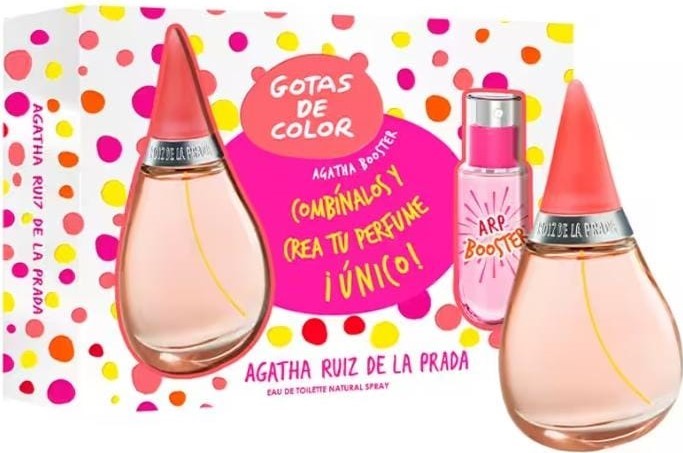 AGATHA RUIZ DE LA PRADA
RUIZ DE LA PRADA
GOTAS
DE
COLOR
AGATHA BOOSTER
COMBÍNALOS Y
CREA TU PERFUME
¡ÚNICO!
ARP
BOOSTER
AGATHA RUIZ DE LA PRADA
EAU DE TOILETTE NATURAL SPRAY
RUIZ DE LA PRADA